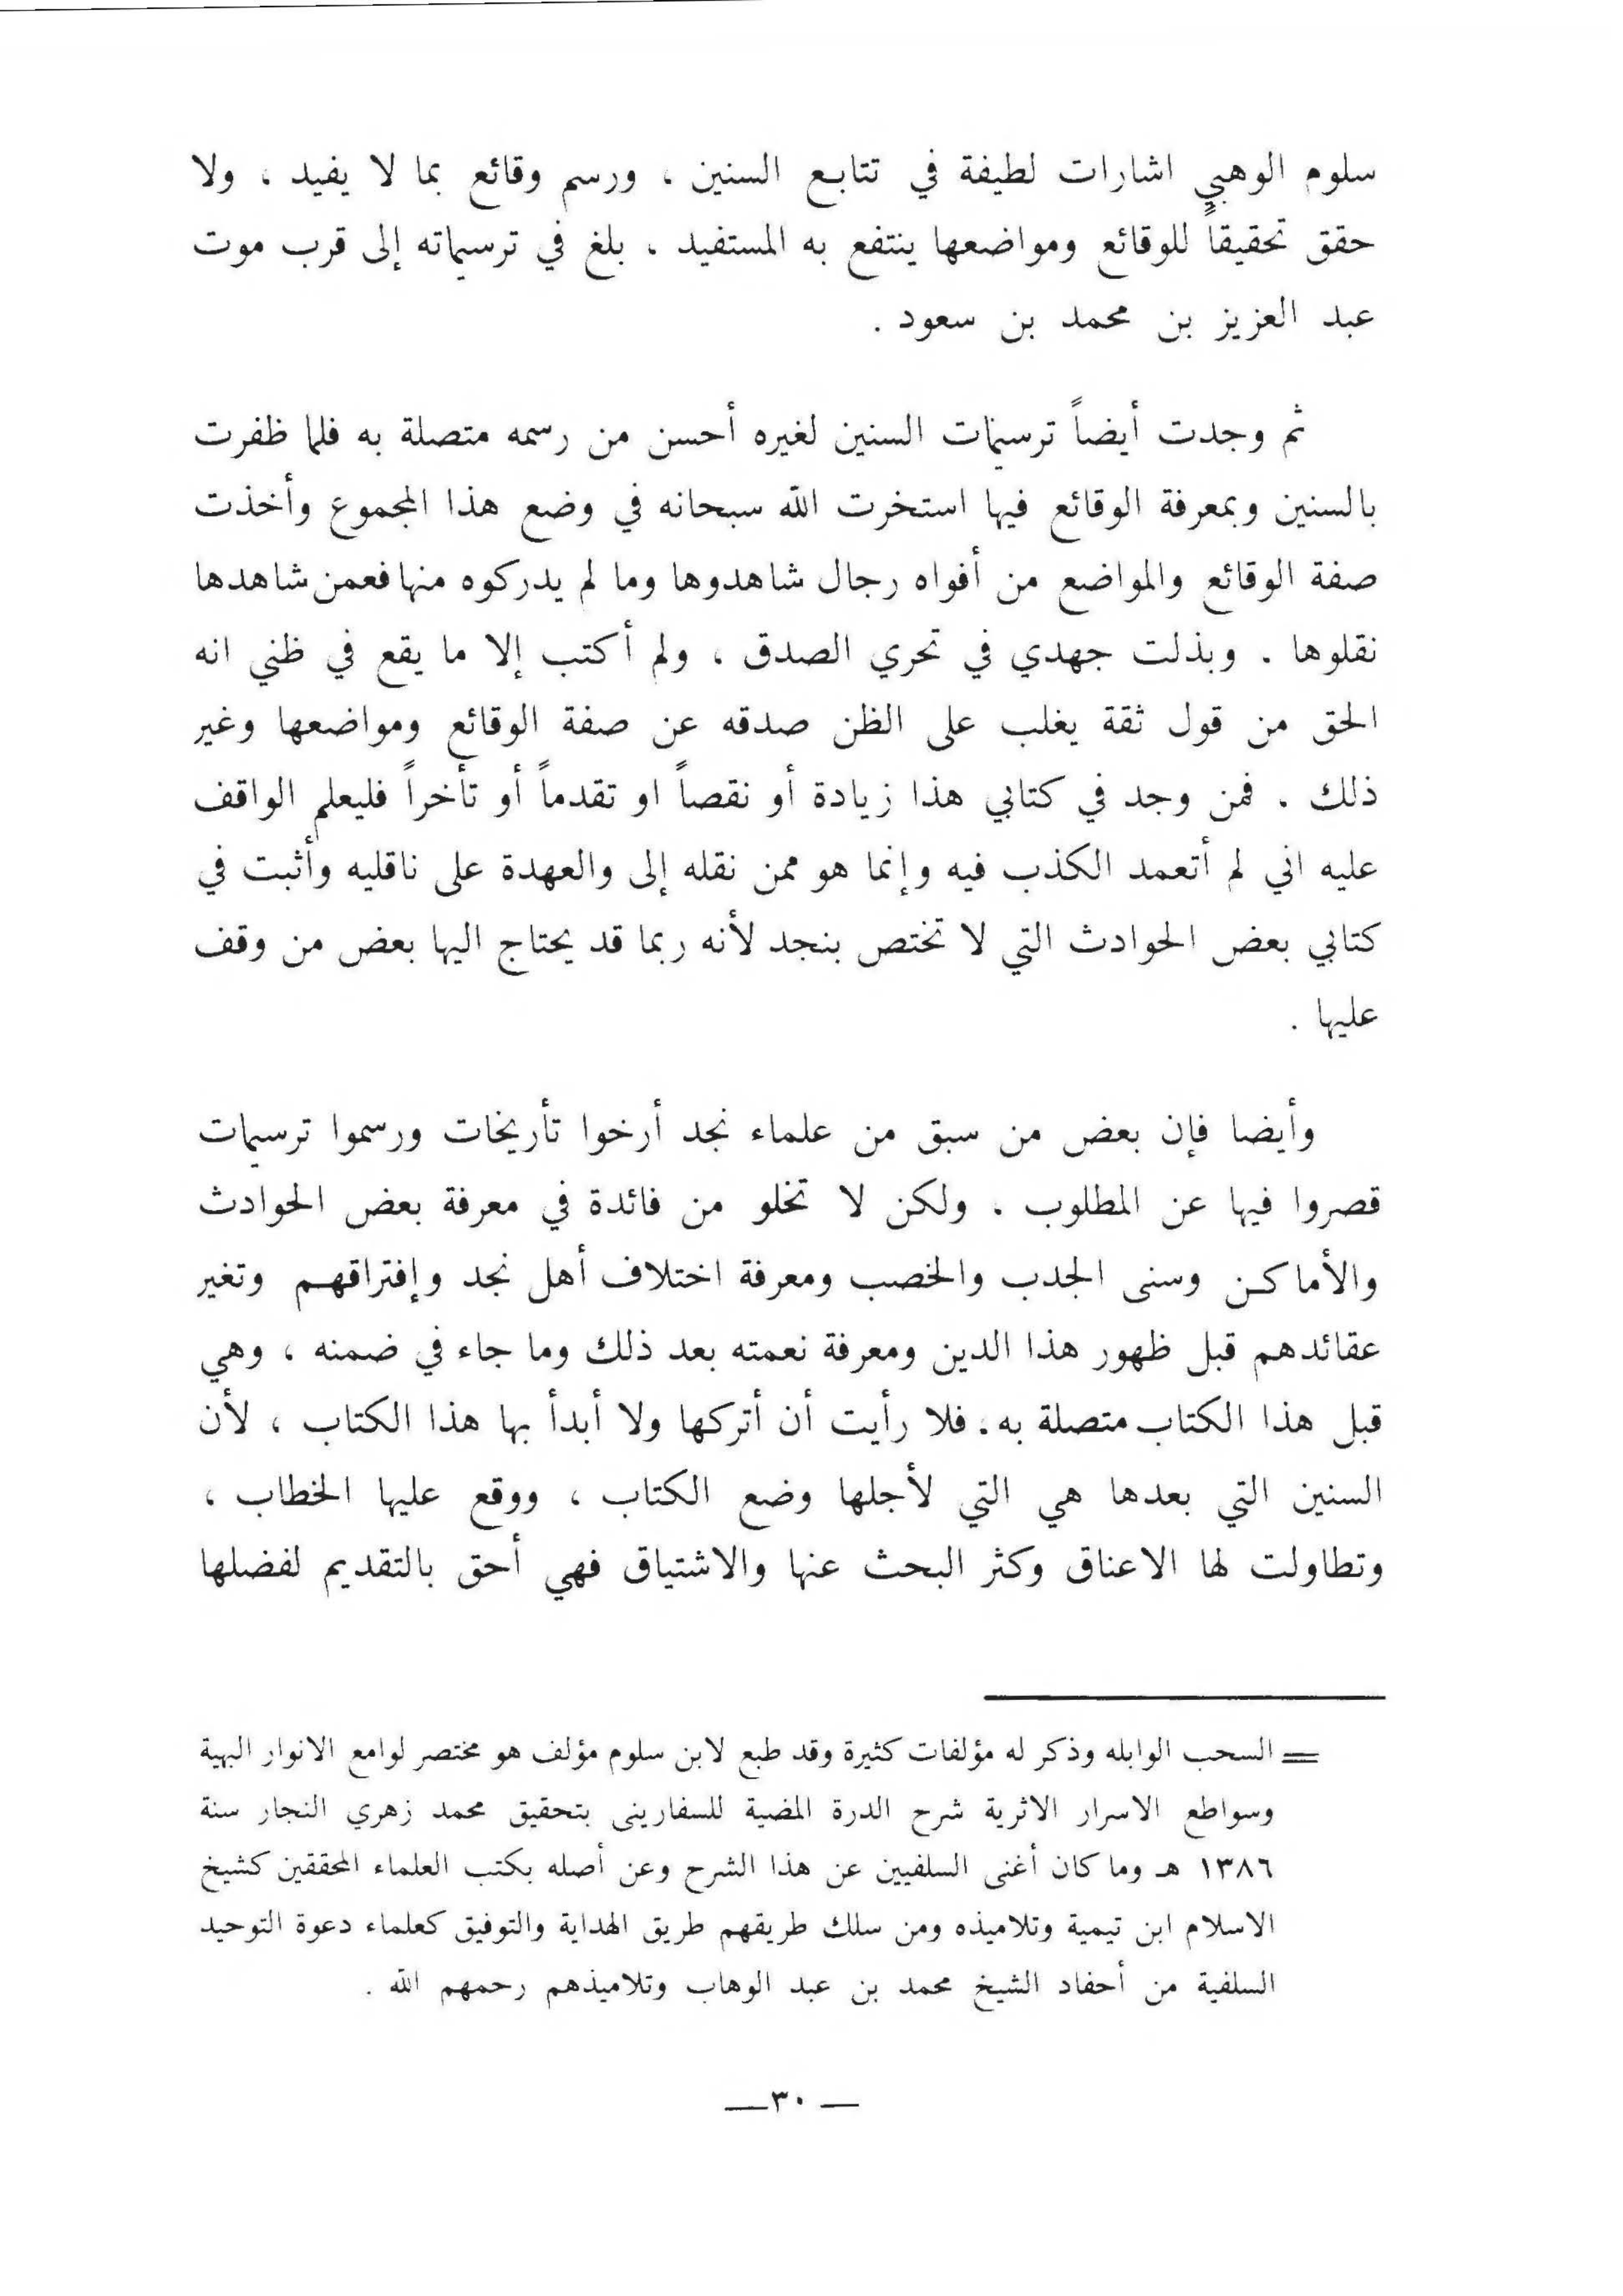 سلوم الوهبي اشارات لطيفة في تتابع السنين ، ورسم وقائع بما لا يفيد ، ولا
حقق تحقيقاً للوقائع ومواضعها ينتفع به المستفيد . بلغ في ترسيماته إلى قرب موت
عبد العزيز بن محمد بن سعود .
ثم وجدت أيضاً ترسيمات السنين لغيره أحسن من رسمه متصلة به فلما ظفرت
بالسنين وبمعرفة الوقائع فيها استخرت الله سبحانه في وضع هذا المجموع وأخذت
صفة الوقائع والمواضع من أفواه رجال شاهدوها وما لم يدركوه منها فعمن شاهدها
نقلوها . وبذلت جهدي في تحري الصدق ، ولم أكتب إلا ما يقع في ظني انه
الحق من قول ثقة يغلب على الظن صدقه عن صفة الوقائع ومواضعها وغير
ذلك . فمن وجد في كتابي هذا زيادة أو نقصاً او تقدماً أو تأخراً فليعلم الواقف
عليه اني لم أتعمد الكذب فيه وإنما هو ممن نقله إلى والعهدة على ناقليه وأثبت في
كتابي بعض الحوادث التي لا تختص بنجد لأنه ربما قد يحتاج اليها بعض من وقف
عليها .
وأيضا فإن بعض من سبق من علماء نجد أرخوا تأريخات ورسموا ترسيمات
قصروا فيها عن المطلوب . ولكن لا تخلو من فائدة في معرفة بعض الحوادث
والأماكن وسنى الجدب والخصب ومعرفة اختلاف أهل نجد وإفتراقهم وتغير
عقائدهم قبل ظهور هذا الدين ومعرفة نعمته بعد ذلك وما جاء في ضمنه ، وهي
قبل هذا الكتاب متصلة به . فلا رأيت أن أتركها ولا أبدأ بها هذا الكتاب ، لأن
السنين التي بعدها هي التي لأجلها وضع الكتاب ، ووقع عليها الخطاب ،
وتطاولت لها الاعناق وكثر البحث عنها والاشتياق فهي أحق بالتقديم لفضلها
= السحب الوابله وذكر له مؤلفات كثيرة وقد طبع لابن سلوم مؤلف هو مختصر لوامع الانوار البهية
وسواطع الاسرار الاثرية شرح الدرة المضية للسفارينى بتحقيق محمد زهري النجار سنة
١٣٨٦ هـ وما كان أغنى السلفيين عن هذا الشرح وعن أصله بكتب العلماء المحققين كشيخ
الاسلام ابن تيمية وتلاميذه ومن سلك طريقهم طريق الهداية والتوفيق كعلماء دعوة التوحيد
السلفية من أحفاد الشيخ محمد بن عبد الوهاب وتلاميذهم رحمهم الله .
— ٣٠ —